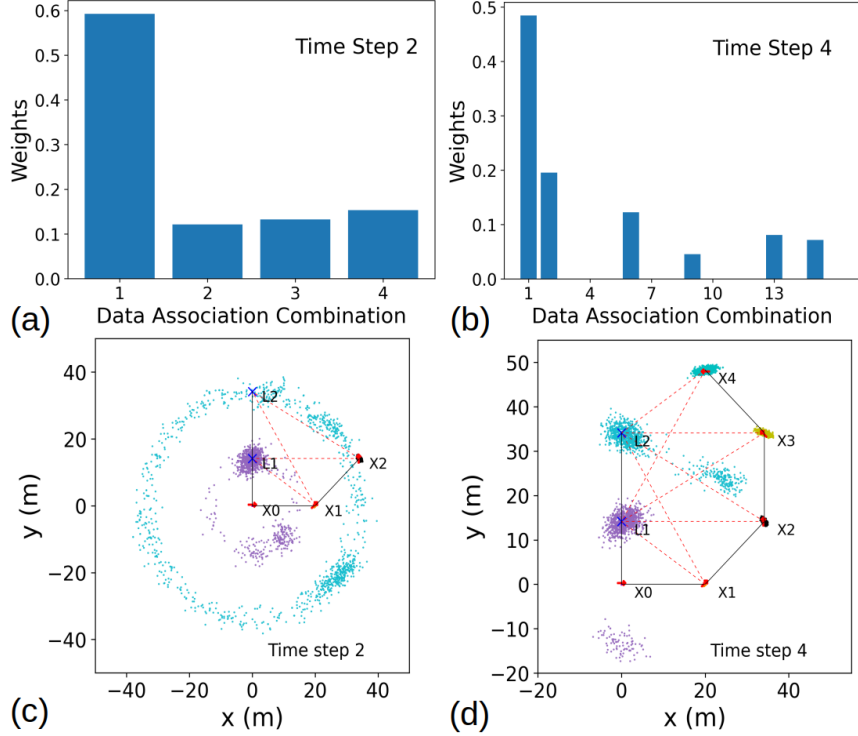 0.6
0.5
0.4
0.3
0.2
0.1
0.0
Weights
Time Step 2
1 2 3 4
Data Association Combination
(a)
0.5
0.4
0.3
0.2
0.1
0.0
Weights
Time Step 4
1 4 7 10 13
Data Association Combination
(b)
40
20
0
−20
−40
y (m)
L2
L1
X2
X0
X1
Time step 2
−40 −20 0 20 40
x (m)
(c)
50
40
30
20
10
0
−10
−20
y (m)
X4
L2
X3
L1
X2
X0
X1
Time step 4
−20 0 20 40
x (m)
(d)